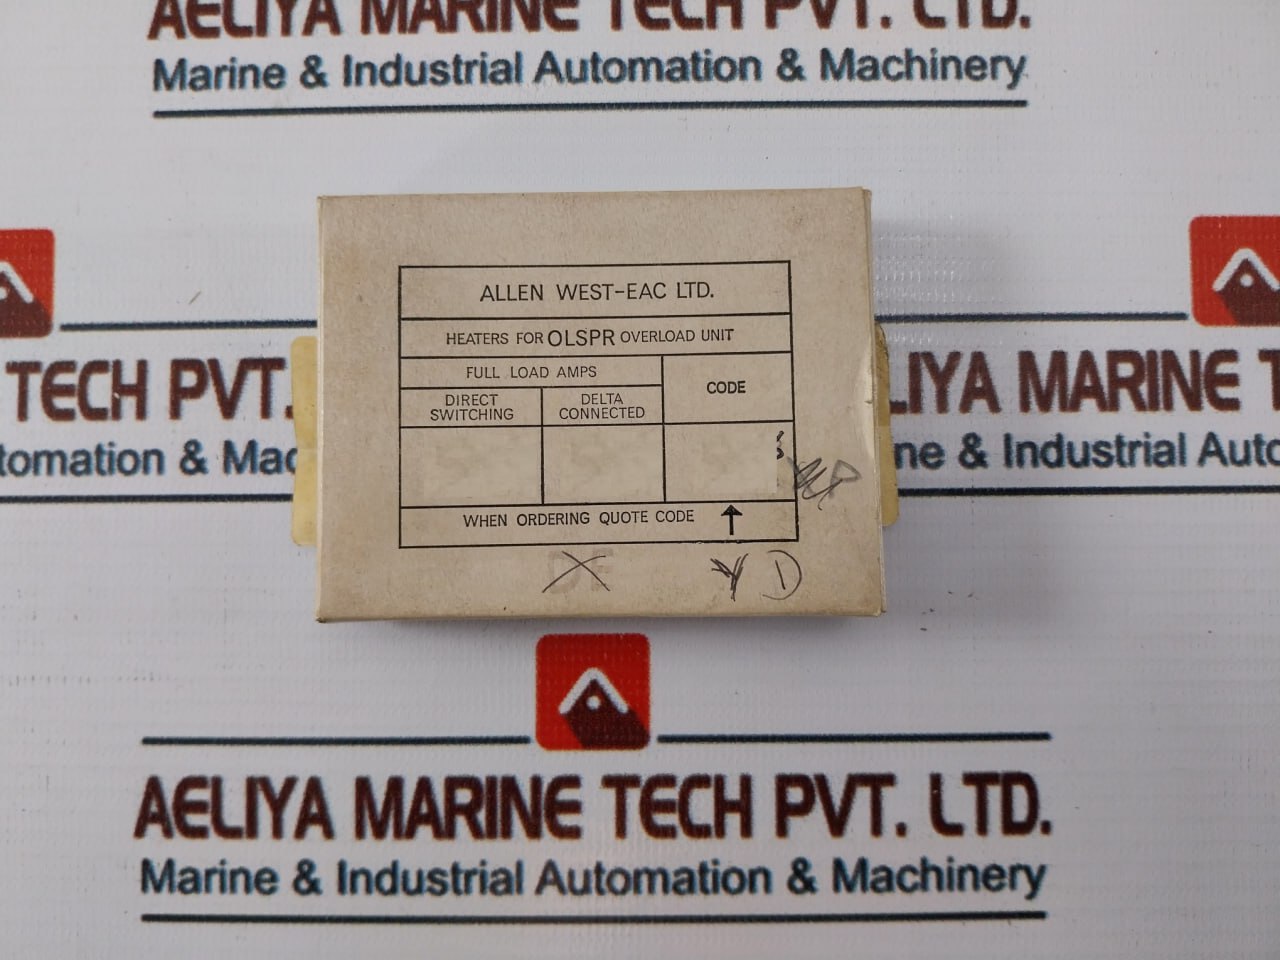 AELIYA MARINE TECH PVT. LTD.
Marine & Industrial Automation & Machinery
ALLEN WEST-EAC LTD.
HEATERS FOR OLSPR OVERLOAD UNIT
FULL LOAD AMPS
CODE
DIRECT SWITCHING
DELTA CONNECTED
WHEN ORDERING QUOTE CODE ↑
Y D
TECH PVT.
LIYA MARINE T
tomation & Mac
ne & Industrial Auto
AELIYA MARINE TECH PVT. LTD.
Marine & Industrial Automation & Machinery